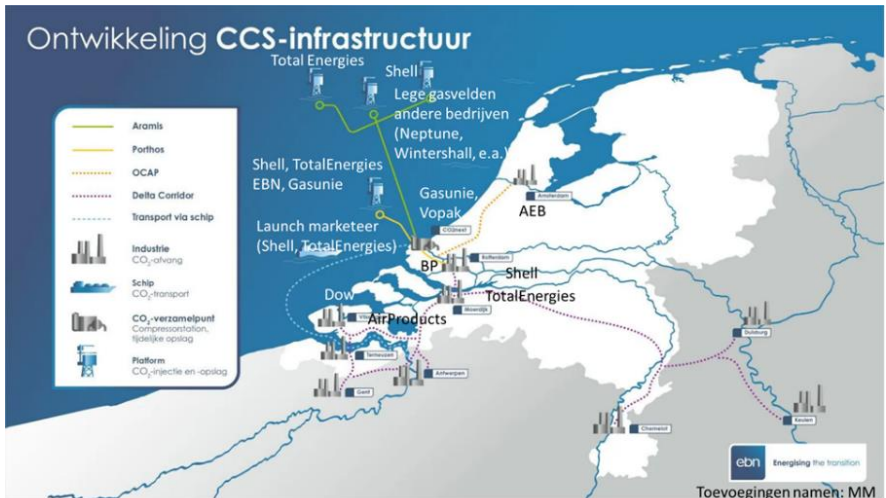 Ontwikkeling CCS-infrastructuur
Total Energies
Shell
Lege gasvelden
andere bedrijven
(Neptune,
Wintershall, e.a.)
Aramis
Porthos
OCAP
Delta Corridor
Transport via schip
Industrie
CO₂-afvang
Schip
CO₂-transport
CO₂-verzamelpunt
Compressorstation,
tijdelijke opslag
Platform
CO₂-injectie en -opslag
Shell, TotalEnergies
EBN, Gasunie
Gasunie,
Vopak
Launch marketeer
(Shell, TotalEnergies)
Amsterdam
AEB
CO2next
BP
Rotterdam
Shell
TotalEnergies
Moerdijk
Dow
AirProducts
Terneuzen
Antwerpen
Gent
Duisburg
Chemelot
Keulen
ebn
Energising the transition
Toevoegingen namen: MM